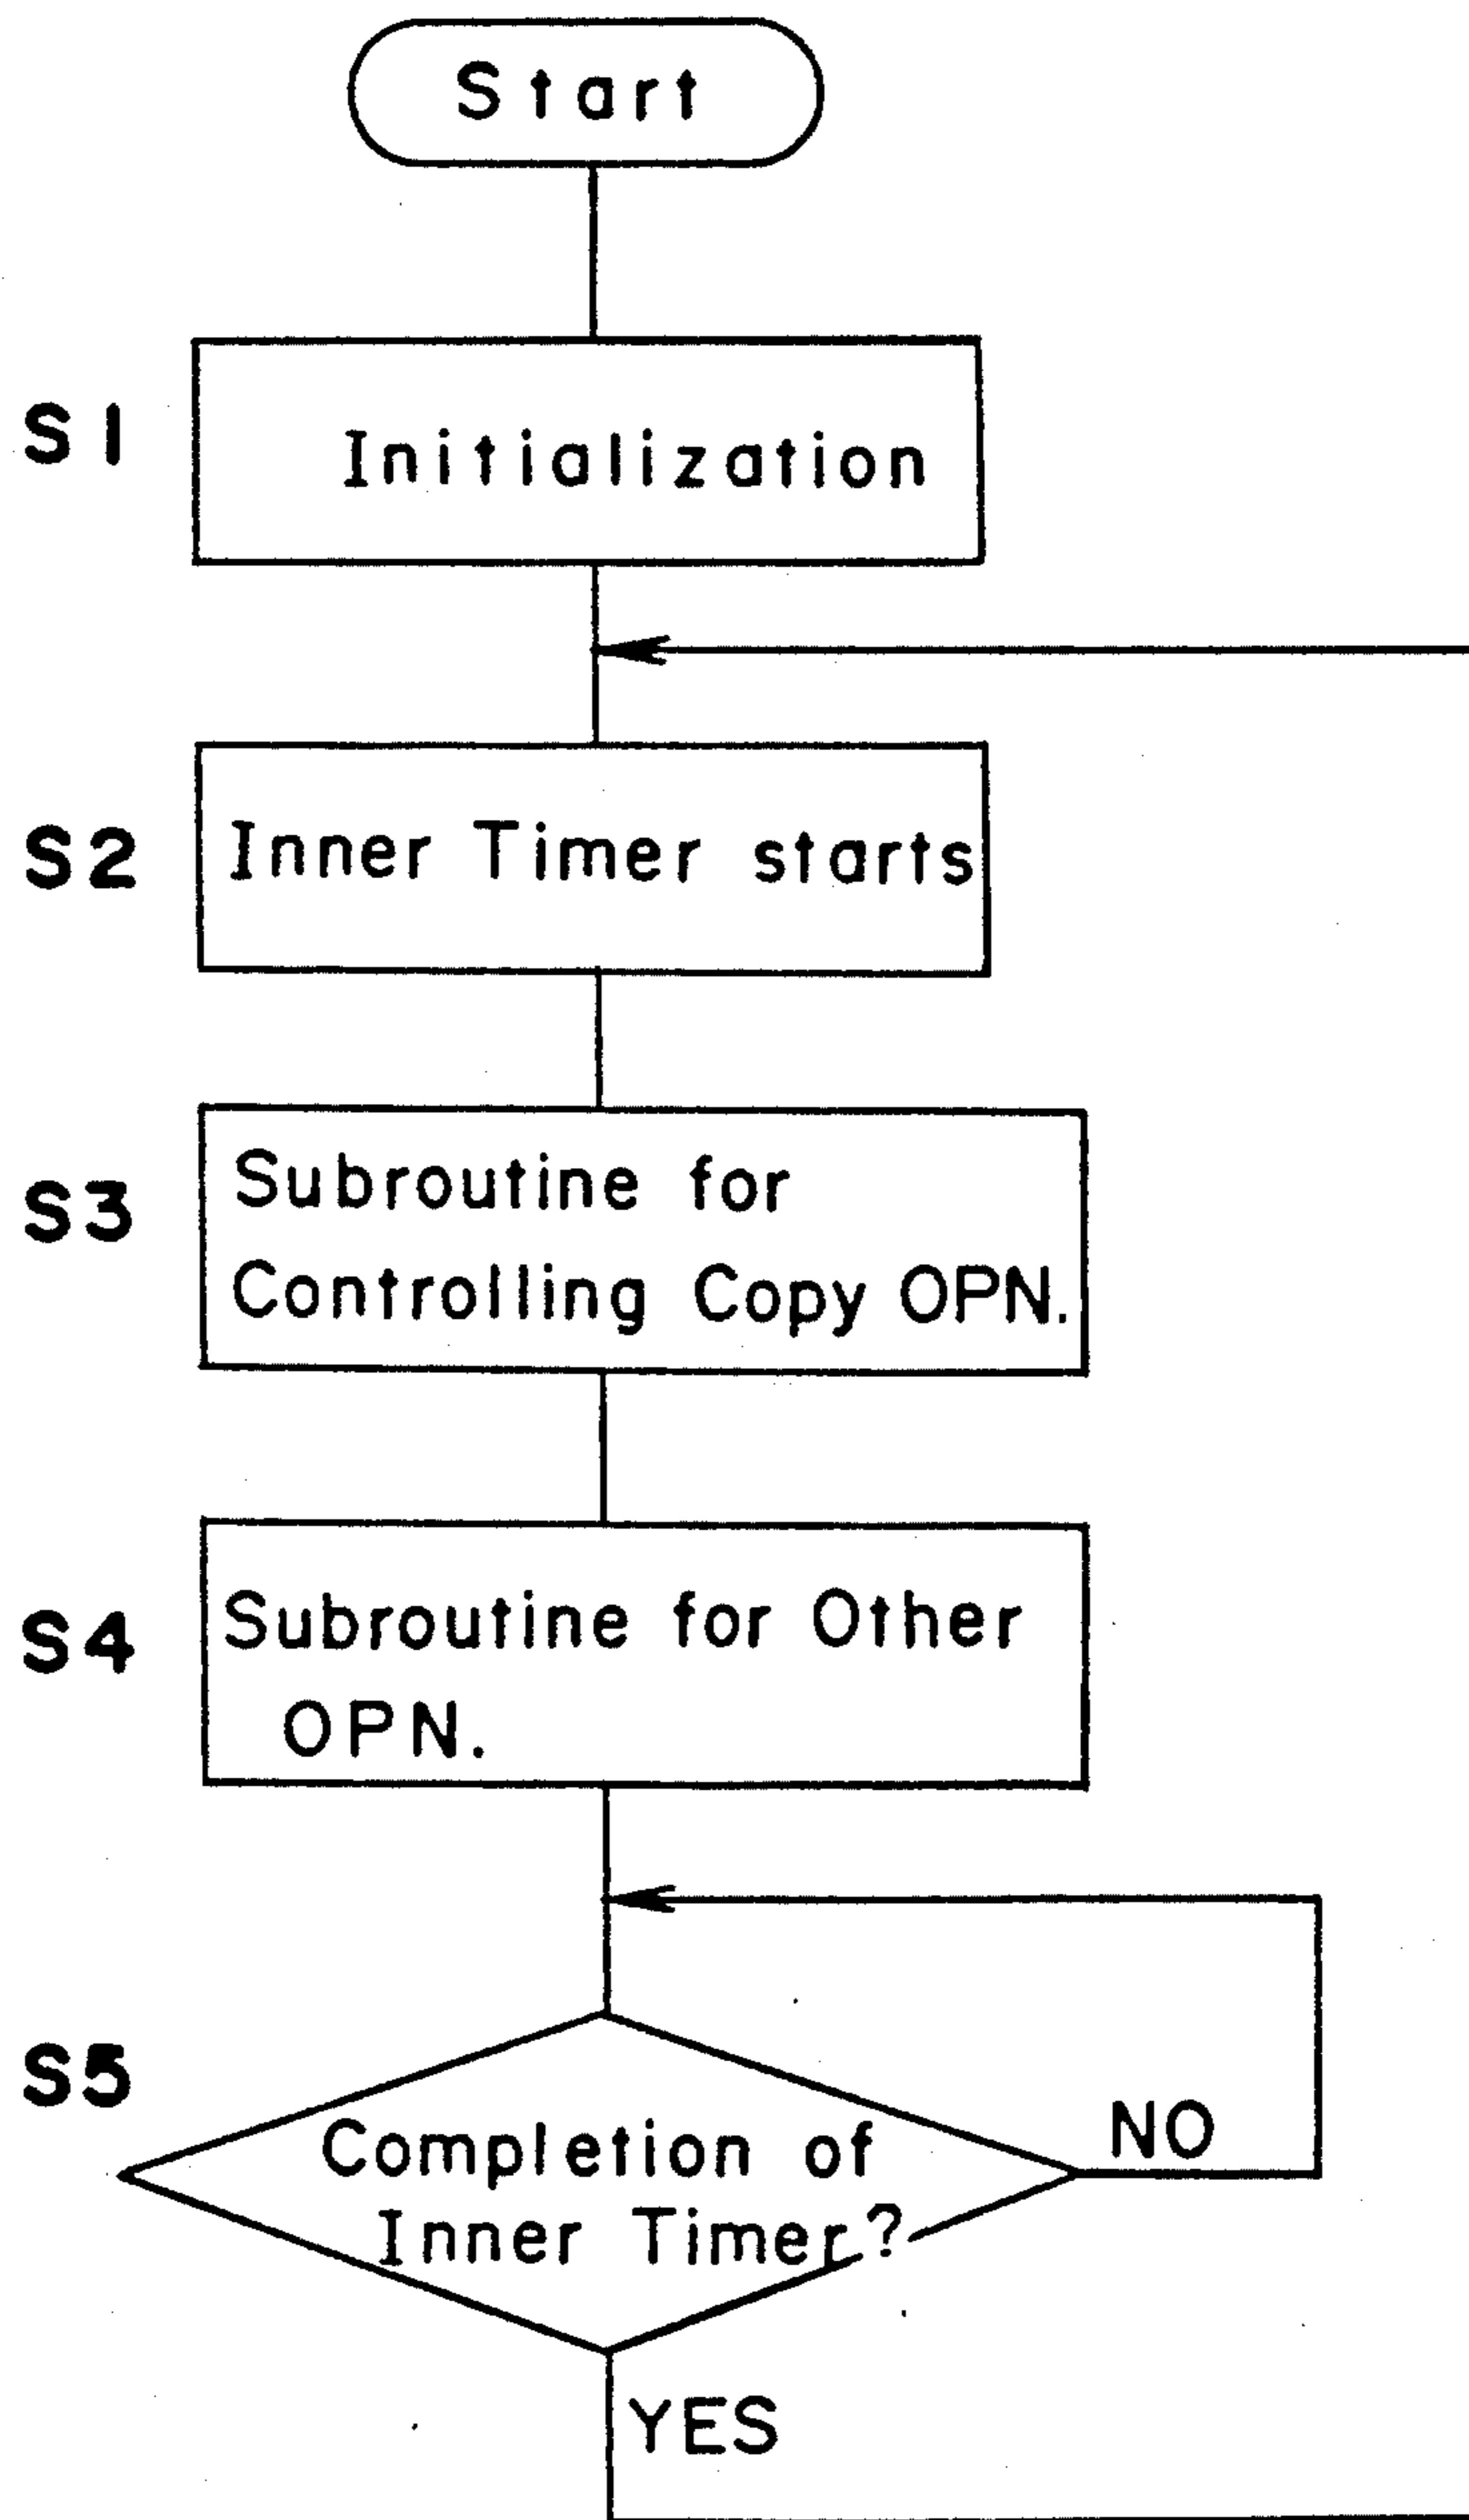 Start
S1
Initialization
S2
Inner Timer starts
S3
Subroutine for
Controlling Copy OPN.
S4
Subroutine for Other
OPN.
S5
Completion of
Inner Timer?
NO
YES